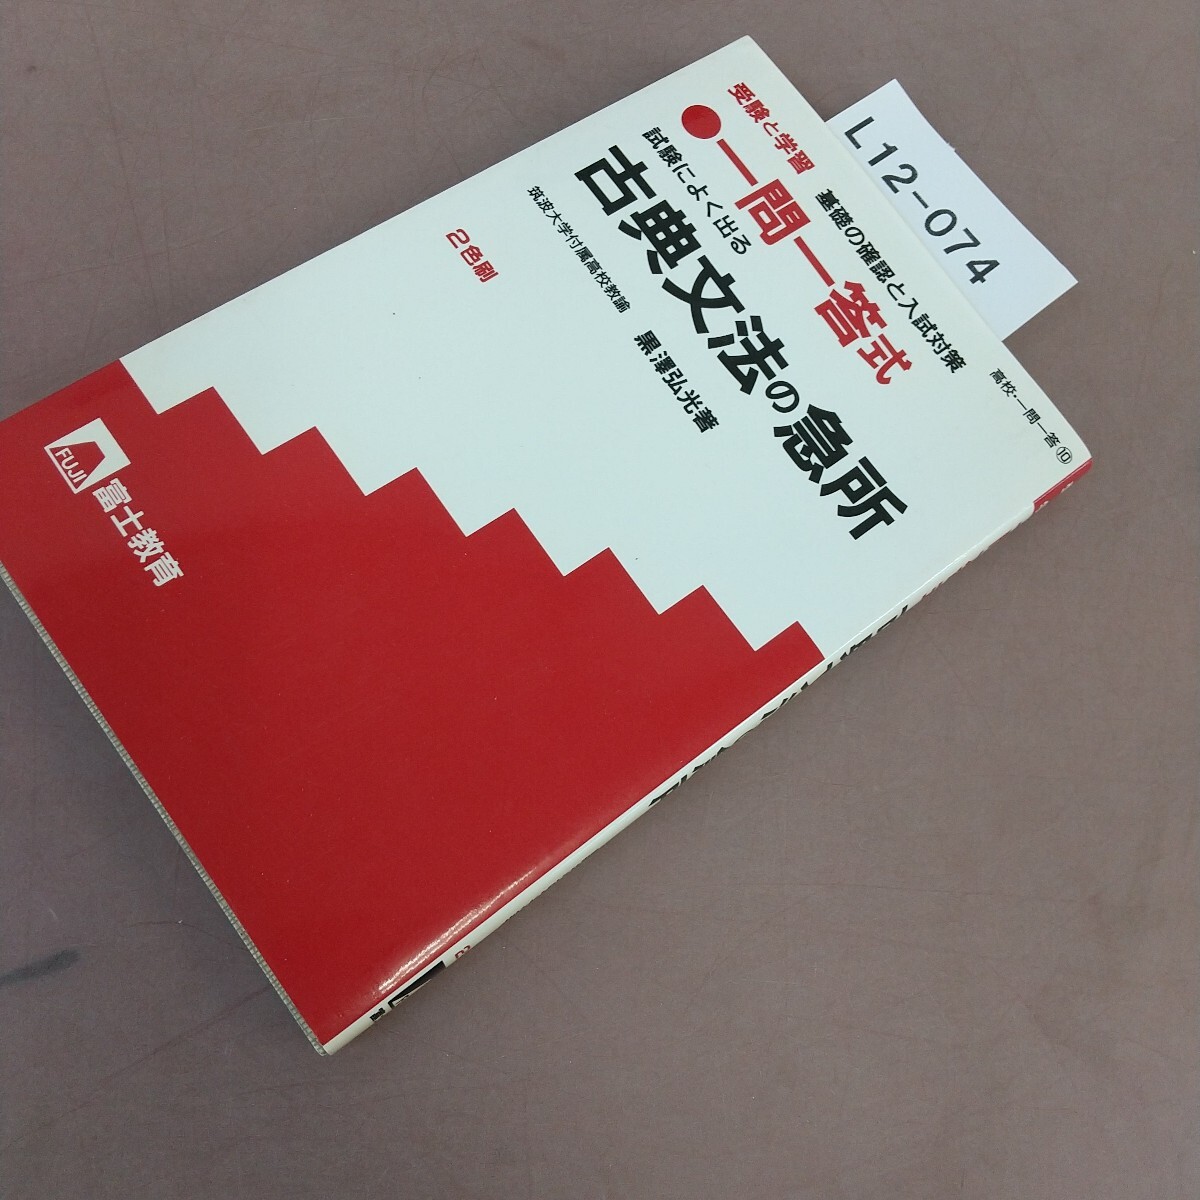 L12-074
高校・一問一答⑩
受験と学習 基礎の確認と入試対策
●一問一答式
試験によく出る
古典文法の急所
筑波大学付属高校教諭 黒澤弘光著
2色刷
FUJI
富士教育